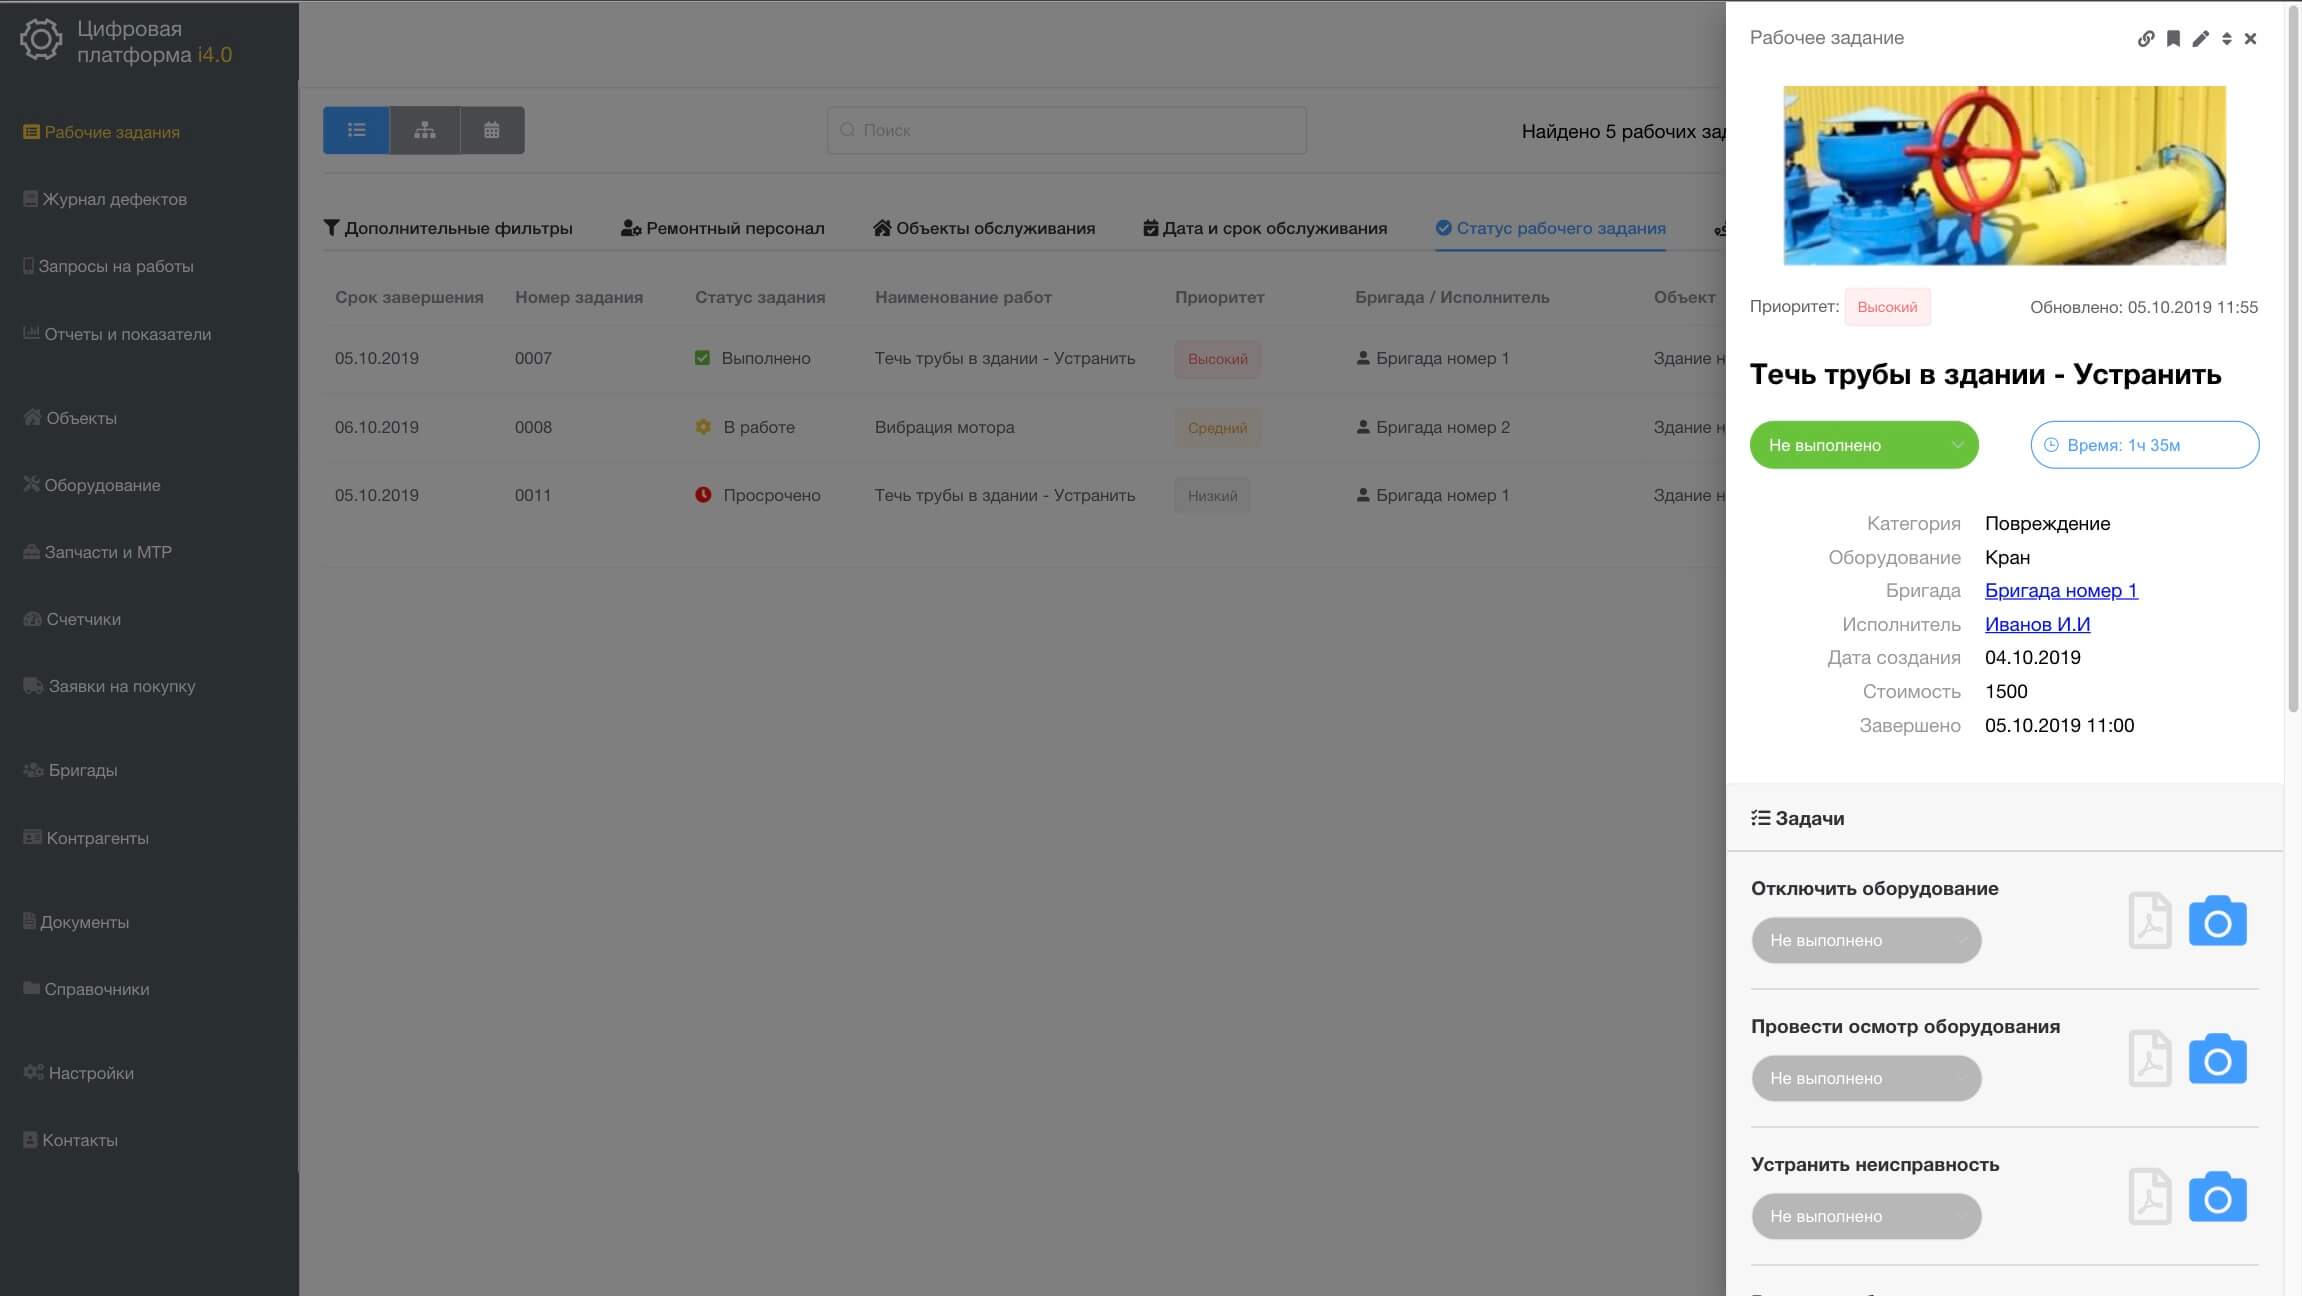 Цифровая
платформа i4.0
Рабочие задания
Журнал дефектов
Запросы на работы
Отчеты и показатели
Объекты
Оборудование
Запчасти и МТР
Счетчики
Заявки на покупку
Бригады
Контрагенты
Документы
Справочники
Настройки
Контакты
Поиск
Найдено 5 рабочих
Дополнительные фильтры Ремонтный персонал Объекты обслуживания Дата и срок обслуживания Статус рабочего задания
Срок завершения Номер задания Статус задания Наименование работ Приоритет Бригада / Исполнитель Объект
05.10.2019 0007 Выполнено Течь трубы в здании - Устранить Высокий Бригада номер 1 Здание
06.10.2019 0008 В работе Вибрация мотора Средний Бригада номер 2 Здание
05.10.2019 0011 Просрочено Течь трубы в здании - Устранить Низкий Бригада номер 1 Здание
Рабочее задание
Приоритет: Высокий Обновлено: 05.10.2019 11:55
Течь трубы в здании - Устранить
Не выполнено Время: 1ч 35м
Категория Повреждение
Оборудование Кран
Бригада Бригада номер 1
Исполнитель Иванов И.И
Дата создания 04.10.2019
Стоимость 1500
Завершено 05.10.2019 11:00
Задачи
Отключить оборудование
Не выполнено
Провести осмотр оборудования
Не выполнено
Устранить неисправность
Не выполнено